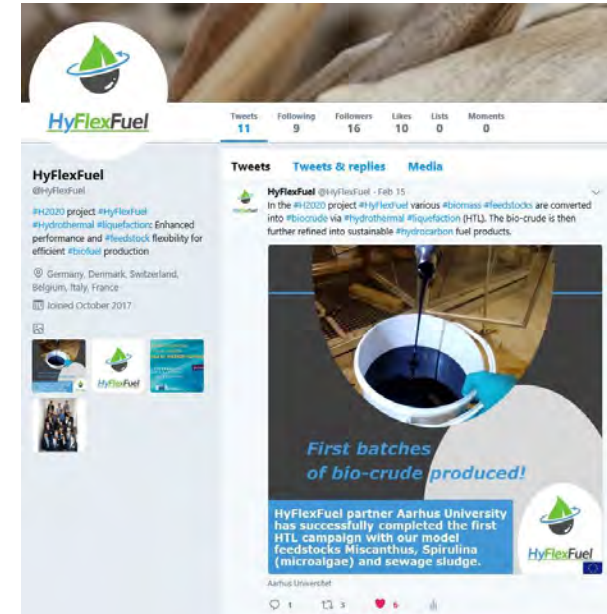 HyFlexFuel
Tweets Following Followers Likes Lists Moments
11 9 16 10 0 0
HyFlexFuel
@HyFlexFuel
#H2020 project #HyFlexFuel
#Hydrothermal #liquefaction: Enhanced
performance and #feedstock flexibility for
efficient #biofuel production
Germany, Denmark, Switzerland,
Belgium, Italy, France
Joined October 2017
HyFlexFuel
Tweets Tweets & replies Media
HyFlexFuel @HyFlexFuel · Feb 15
In the #H2020 project #HyFlexFuel various #biomass #feedstocks are converted
into #biocrude via #hydrothermal #liquefaction (HTL). The bio-crude is then
further refined into sustainable #hydrocarbon fuel products.
First batches
of bio-crude produced!
HyFlexFuel partner Aarhus University
has successfully completed the first
HTL campaign with our model
feedstocks Miscanthus, Spirulina
(microalgae) and sewage sludge.
HyFlexFuel
Aarhus Universitet
1 3 6